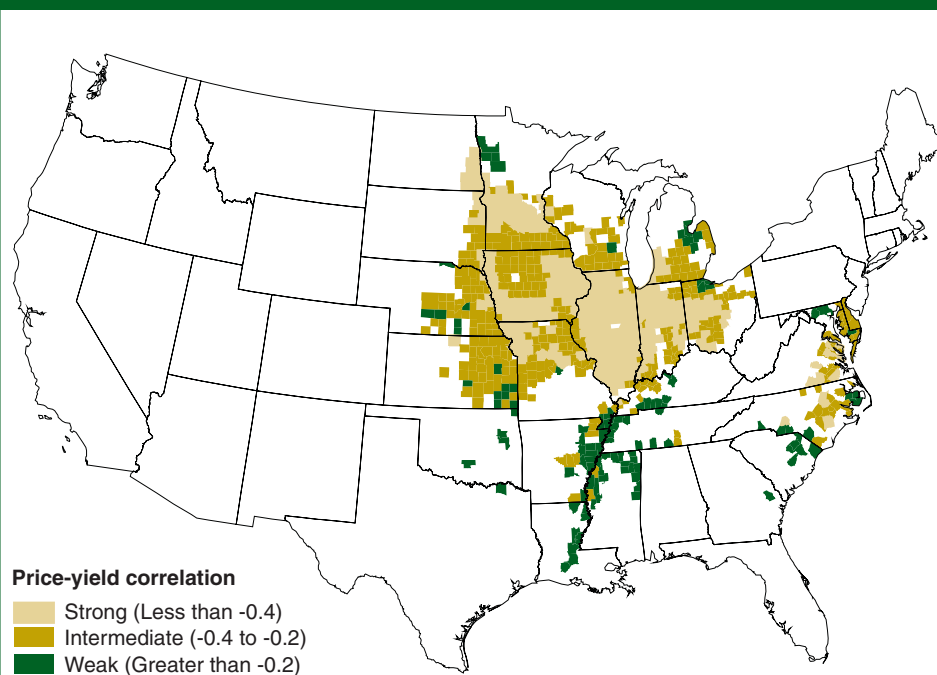 Price-yield correlation
Strong (Less than -0.4)
Intermediate (-0.4 to -0.2)
Weak (Greater than -0.2)